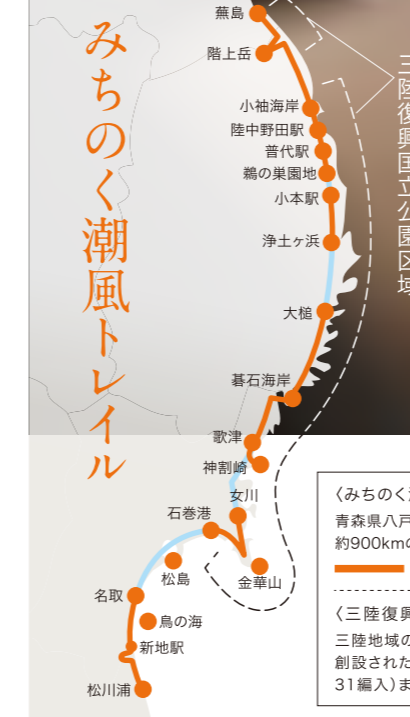 みちのく潮風トレイル
三陸復興国立公園区域
蕪島
階上岳
小袖海岸
陸中野田駅
普代駅
鵜の巣園地
小本駅
浄土ヶ浜
大槌
碁石海岸
歌津
神割崎
女川
石巻港
金華山
松島
名取
鳥の海
新地駅
松川浦
〈みちのく
青森県八戸
約900kmの
〈三陸復興
三陸地域の
創設された
31編入）ま